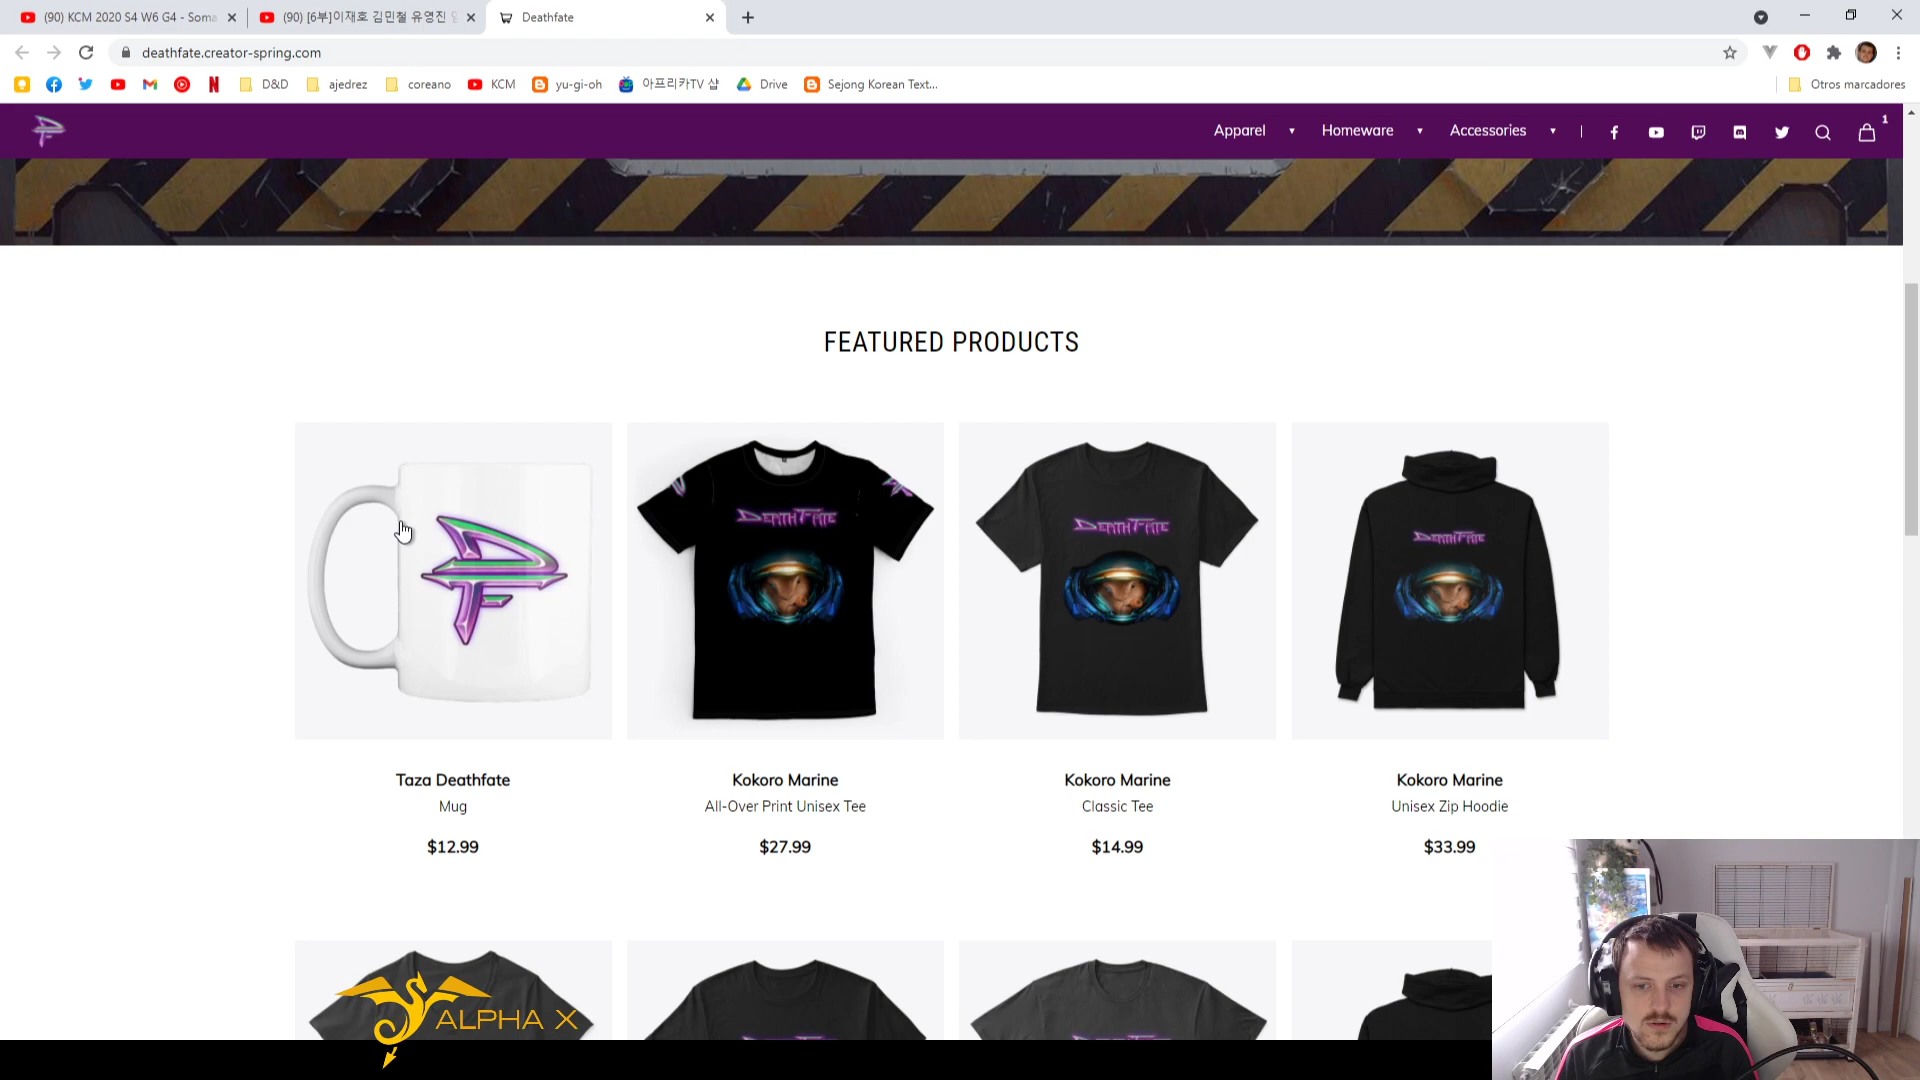 (90) KCM 2020 S4 W6 G4 - Soma
(90) [6부]이재호 김민철 유영진
Deathfate
deathfate.creator-spring.com
D&D
ajedrez
coreano
KCM
yu-gi-oh
아프리카TV 샵
Drive
Sejong Korean Text...
Otros marcadores
Apparel
Homeware
Accessories
1
FEATURED PRODUCTS
DEATHFATE
DEATHFATE
DEATHFATE
Taza Deathfate
Mug
$12.99
Kokoro Marine
All-Over Print Unisex Tee
$27.99
Kokoro Marine
Classic Tee
$14.99
Kokoro Marine
Unisex Zip Hoodie
$33.99
ALPHA X